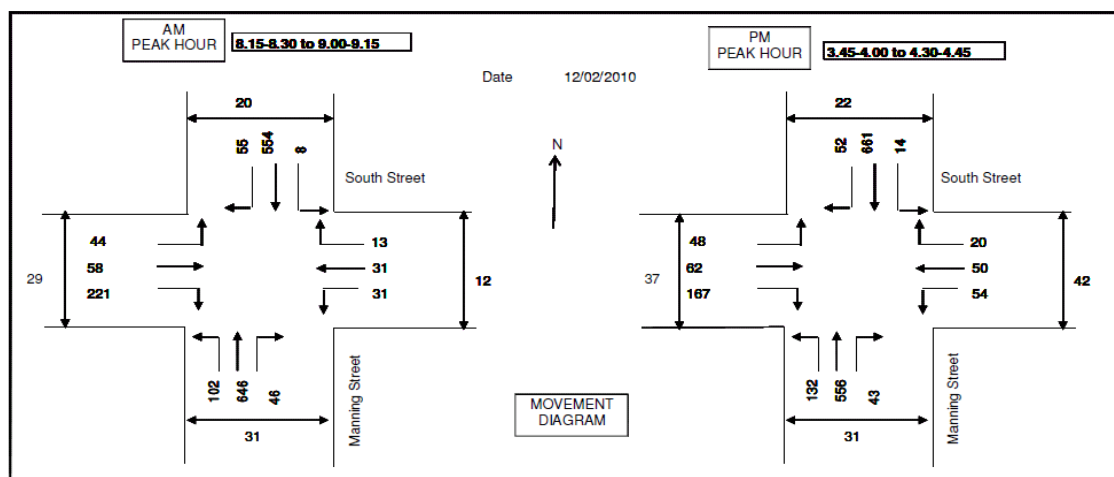 AM
PEAK HOUR
8.15-8.30 to 9.00-9.15
PM
PEAK HOUR
3.45-4.00 to 4.30-4.45
Date 12/02/2010
20
55 554 8
South Street
44
58
221
29
13
31
31
12
102 646 46
31
Manning Street
N
MOVEMENT
DIAGRAM
22
52 661 14
South Street
48
62
167
37
20
50
54
42
132 556 43
31
Manning Street